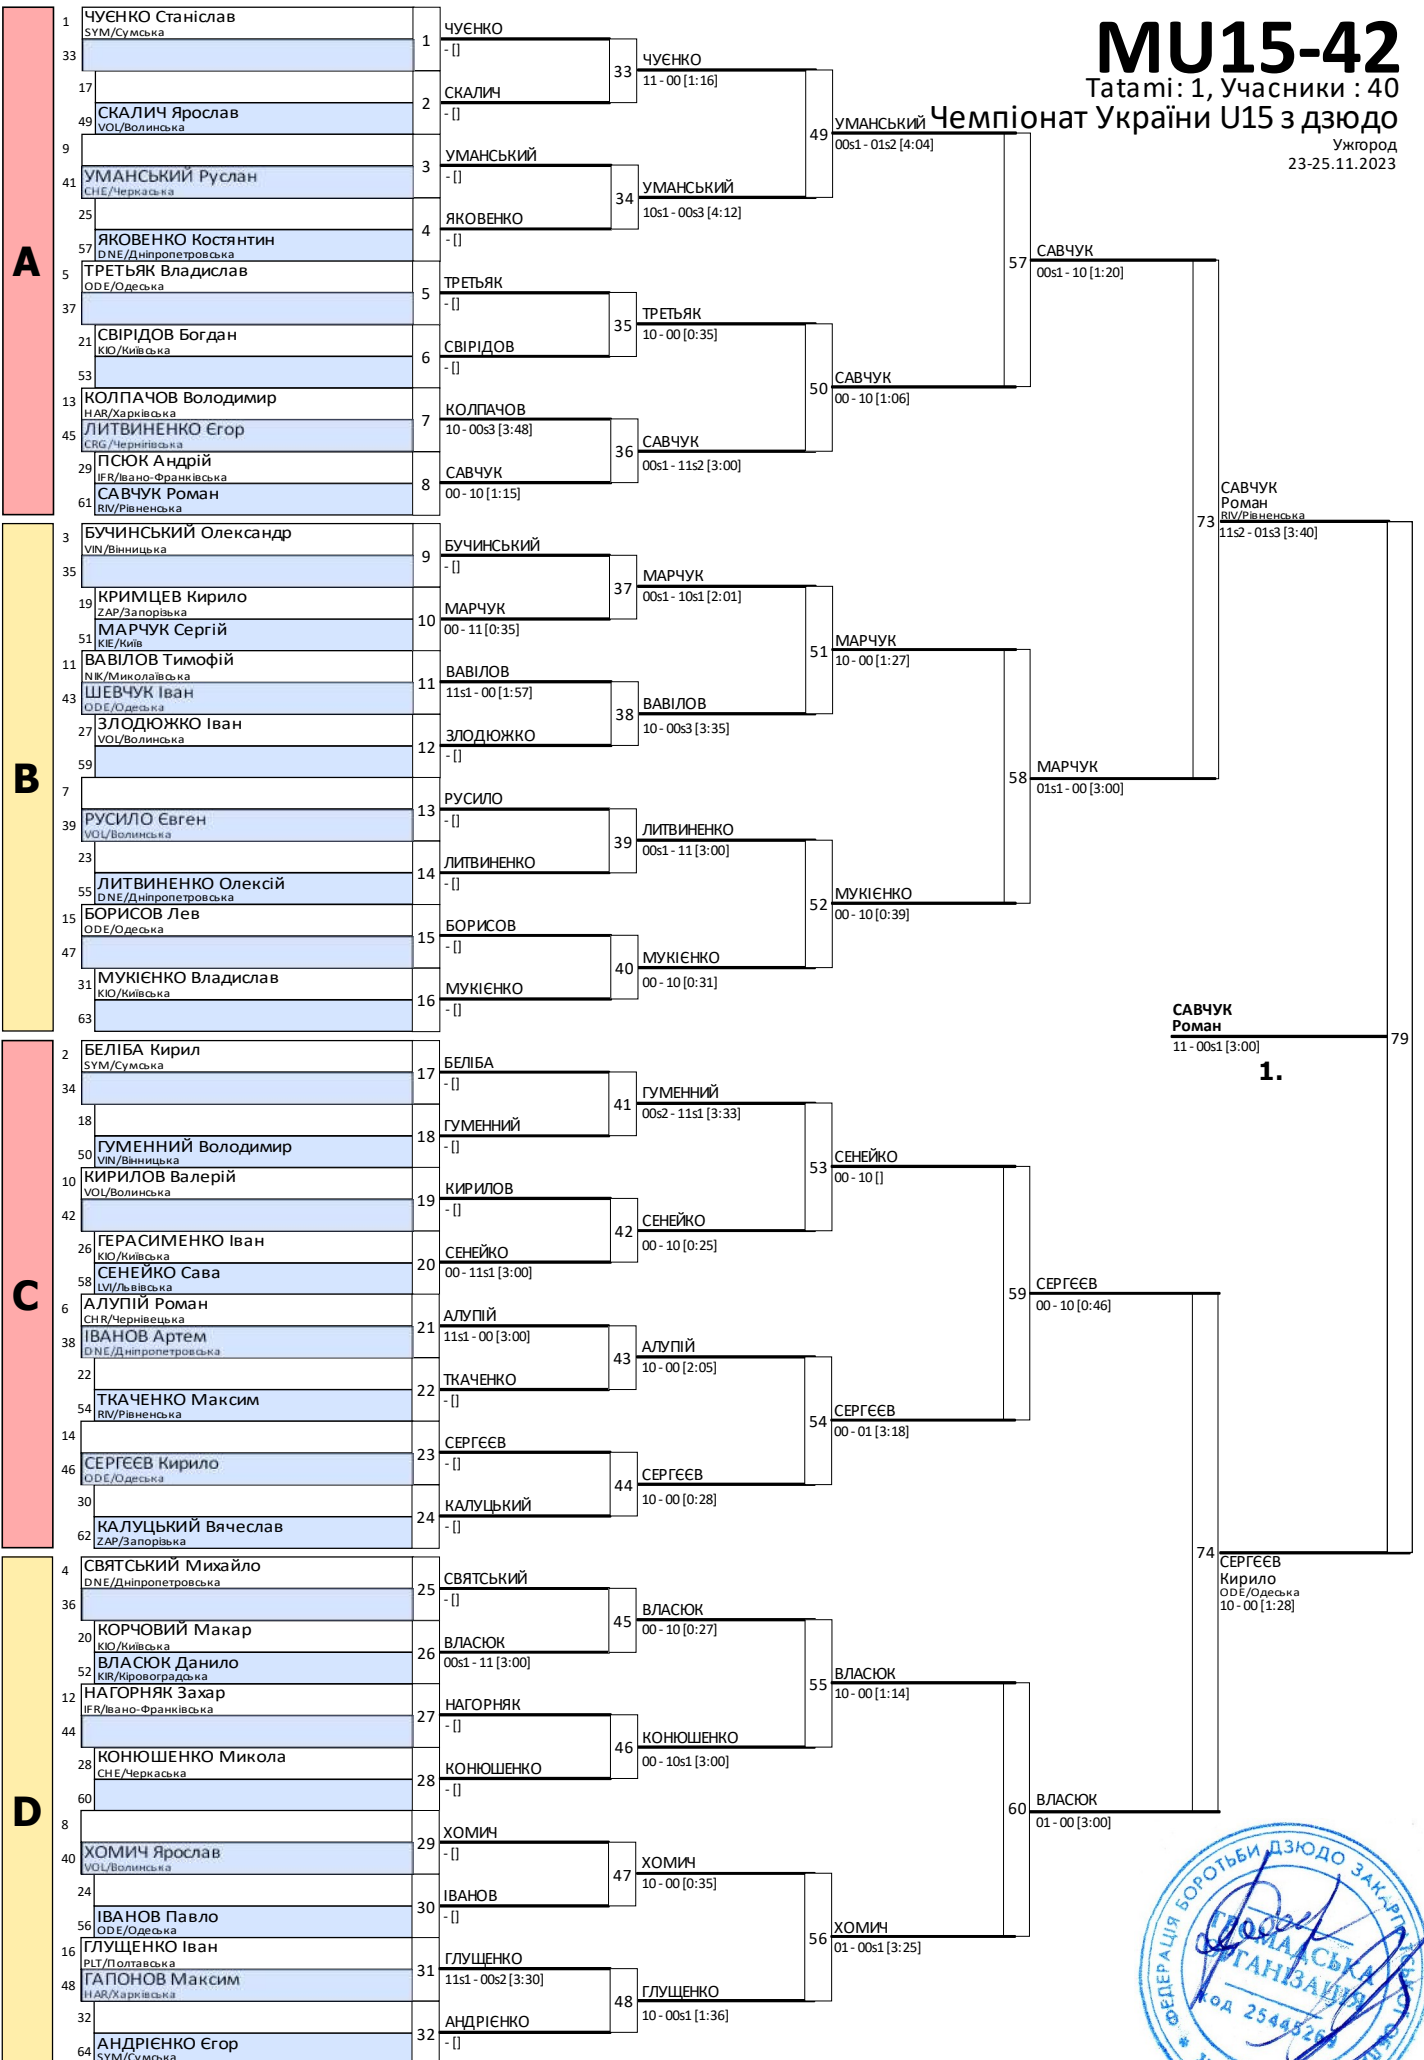 MU15-42
Tatami: 1, Учасники : 40
Чемпіонат України U15 з дзюдо
Ужгород
23-25.11.2023
A
1
ЧУЄНКО Станіслав
SYM/Сумська
33
17
49
СКАЛИЧ Ярослав
VOL/Волинська
9
41
УМАНСЬКИЙ Руслан
CHE/Черкаська
25
57
ЯКОВЕНКО Костянтин
DNE/Дніпропетровська
5
ТРЕТЬЯК Владислав
ODE/Одеська
37
21
СВІРІДОВ Богдан
KIO/Київська
53
13
КОЛПАЧОВ Володимир
HAR/Харківська
45
ЛИТВИНЕНКО Єгор
CRG/Чернігівська
29
ПСЮК Андрій
IFR/Івано-Франківська
61
САВЧУК Роман
RIV/Рівненська
B
3
БУЧИНСЬКИЙ Олександр
VIN/Вінницька
35
19
КРИМЦЕВ Кирило
ZAP/Запорізька
51
МАРЧУК Сергій
KIE/Київ
11
ВАВІЛОВ Тимофій
NIK/Миколаївська
43
ШЕВЧУК Іван
ODE/Одеська
27
ЗЛОДЮЖКО Іван
VOL/Волинська
59
7
39
РУСИЛО Євген
VOL/Волинська
23
55
ЛИТВИНЕНКО Олексій
DNE/Дніпропетровська
15
БОРИСОВ Лев
ODE/Одеська
47
31
МУКІЄНКО Владислав
KIO/Київська
63
C
2
БЕЛІБА Кирил
SYM/Сумська
34
18
50
ГУМЕННИЙ Володимир
VIN/Вінницька
10
КИРИЛОВ Валерій
VOL/Волинська
42
26
ГЕРАСИМЕНКО Іван
KIO/Київська
58
СЕНЕЙКО Сава
LVI/Львівська
6
АЛУПІЙ Роман
CHR/Чернівецька
38
ІВАНОВ Артем
DNE/Дніпропетровська
22
54
ТКАЧЕНКО Максим
RIV/Рівненська
14
46
СЕРГЄЄВ Кирило
ODE/Одеська
30
62
КАЛУЦЬКИЙ Вячеслав
ZAP/Запорізька
D
4
СВЯТСЬКИЙ Михайло
DNE/Дніпропетровська
36
20
КОРЧОВИЙ Макар
KIO/Київська
52
ВЛАСЮК Данило
KIR/Кіровоградська
12
НАГОРНЯК Захар
IFR/Івано-Франківська
44
28
КОНЮШЕНКО Микола
CHE/Черкаська
60
8
40
ХОМИЧ Ярослав
VOL/Волинська
24
56
ІВАНОВ Павло
ODE/Одеська
16
ГЛУЩЕНКО Іван
PLT/Полтавська
48
ГАПОНОВ Максим
HAR/Харківська
32
64
АНДРІЄНКО Єгор
SYM/Сумська
1
ЧУЄНКО
- []
2
СКАЛИЧ
- []
3
УМАНСЬКИЙ
- []
4
ЯКОВЕНКО
- []
5
ТРЕТЬЯК
- []
6
СВІРІДОВ
- []
7
КОЛПАЧОВ
10 - 00s3 [3:48]
8
САВЧУК
00 - 10 [1:15]
9
БУЧИНСЬКИЙ
- []
10
МАРЧУК
00 - 11 [0:35]
11
ВАВІЛОВ
11s1 - 00 [1:57]
12
ЗЛОДЮЖКО
- []
13
РУСИЛО
- []
14
ЛИТВИНЕНКО
- []
15
БОРИСОВ
- []
16
МУКІЄНКО
- []
17
БЕЛІБА
- []
18
ГУМЕННИЙ
- []
19
КИРИЛОВ
- []
20
СЕНЕЙКО
00 - 11s1 [3:00]
21
АЛУПІЙ
11s1 - 00 [3:00]
22
ТКАЧЕНКО
- []
23
СЕРГЄЄВ
- []
24
КАЛУЦЬКИЙ
- []
25
СВЯТСЬКИЙ
- []
26
ВЛАСЮК
00s1 - 11 [3:00]
27
НАГОРНЯК
- []
28
КОНЮШЕНКО
- []
29
ХОМИЧ
- []
30
ІВАНОВ
- []
31
ГЛУЩЕНКО
11s1 - 00s2 [3:30]
32
АНДРІЄНКО
- []
33
ЧУЄНКО
11 - 00 [1:16]
34
УМАНСЬКИЙ
10s1 - 00s3 [4:12]
35
ТРЕТЬЯК
10 - 00 [0:35]
36
САВЧУК
00s1 - 11s2 [3:00]
37
МАРЧУК
00s1 - 10s1 [2:01]
38
ВАВІЛОВ
10 - 00s3 [3:35]
39
ЛИТВИНЕНКО
00s1 - 11 [3:00]
40
МУКІЄНКО
00 - 10 [0:31]
41
ГУМЕННИЙ
00s2 - 11s1 [3:33]
42
СЕНЕЙКО
00 - 10 [0:25]
43
АЛУПІЙ
10 - 00 [2:05]
44
СЕРГЄЄВ
10 - 00 [0:28]
45
ВЛАСЮК
00 - 10 [0:27]
46
КОНЮШЕНКО
00 - 10s1 [3:00]
47
ХОМИЧ
10 - 00 [0:35]
48
ГЛУЩЕНКО
10 - 00s1 [1:36]
49
УМАНСЬКИЙ
00s1 - 01s2 [4:04]
50
САВЧУК
00 - 10 [1:06]
51
МАРЧУК
10 - 00 [1:27]
52
МУКІЄНКО
00 - 10 [0:39]
53
СЕНЕЙКО
00 - 10 []
54
СЕРГЄЄВ
00 - 01 [3:18]
55
ВЛАСЮК
10 - 00 [1:14]
56
ХОМИЧ
01 - 00s1 [3:25]
57
САВЧУК
00s1 - 10 [1:20]
58
МАРЧУК
01s1 - 00 [3:00]
59
СЕРГЄЄВ
00 - 10 [0:46]
60
ВЛАСЮК
01 - 00 [3:00]
73
САВЧУК
Роман
RIV/Рівненська
11s2 - 01s3 [3:40]
74
СЕРГЄЄВ
Кирило
ODE/Одеська
10 - 00 [1:28]
79
САВЧУК
Роман
11 - 00s1 [3:00]
1.
ФЕДЕРАЦІЯ БОРОТЬБИ ДЗЮДО
ГРОМАДСЬКА
ОРГАНІЗАЦІЯ
код 25445269